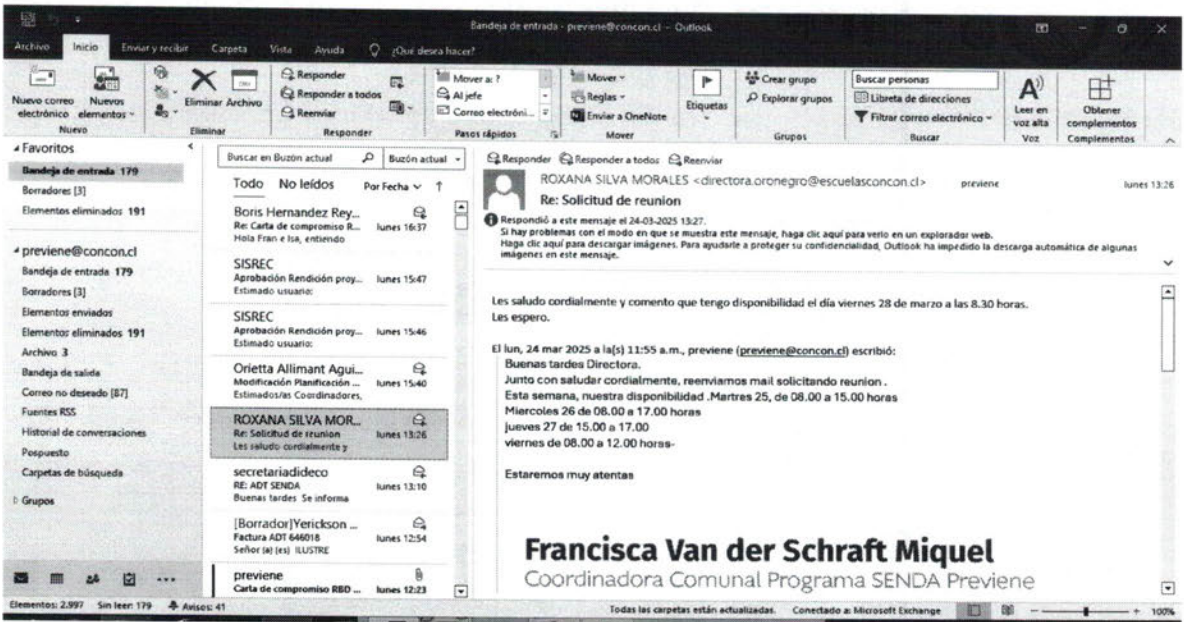 Bandeja de entrada - previene@concon.cl - Outlook
Archivo Inicio Enviar y recibir Carpeta Vista Ayuda ¿Qué desea hacer?
Nuevo correo electrónico
Nuevos elementos
Nuevo
Eliminar Archivo
Eliminar
Responder
Responder a todos
Reenviar
Responder
Mover a: ?
Al jefe
Correo electróni...
Pasos rápidos
Mover
Reglas
Enviar a OneNote
Mover
Etiquetas
Crear grupo
Explorar grupos
Grupos
Buscar personas
Libreta de direcciones
Filtrar correo electrónico
Buscar
Leer en voz alta
Voz
Obtener complementos
Complementos
Favoritos
Bandeja de entrada 179
Borradores [3]
Elementos eliminados 191
previene@concon.cl
Bandeja de entrada 179
Borradores [3]
Elementos enviados
Elementos eliminados 191
Archivo 3
Bandeja de salida
Correo no deseado [87]
Fuentes RSS
Historial de conversaciones
Pospuesto
Carpetas de búsqueda
Grupos
Buscar en Buzón actual Buzón actual
Todo No leídos Por Fecha
Boris Hernandez Rey...
Re: Carta de compromiso R... lunes 16:37
Hola Fran e Isa, entiendo
SISREC
Aprobación Rendición proy... lunes 15:47
Estimado usuario:
SISREC
Aprobación Rendición proy... lunes 15:46
Estimado usuario:
Orietta Allimant Agui...
Modificación Planificación ... lunes 15:40
Estimados/as Coordinadores,
ROXANA SILVA MOR...
Re: Solicitud de reunion lunes 13:26
Les saludo cordialmente y
secretariadideco
RE: ADT SENDA lunes 13:10
Buenas tardes Se informa
[Borrador]Yerickson ...
Factura ADT 646018 lunes 12:54
Señor (a) (es) ILUSTRE
previene
Carta de compromiso RBD ... lunes 12:23
Responder Responder a todos Reenviar
ROXANA SILVA MORALES <directora.oronegro@escuelasconcon.cl> previene lunes 13:26
Re: Solicitud de reunion
Respondió a este mensaje el 24-03-2025 13:27.
Si hay problemas con el modo en que se muestra este mensaje, haga clic aquí para verlo en un explorador web.
Haga clic aquí para descargar imágenes. Para ayudarle a proteger su confidencialidad, Outlook ha impedido la descarga automática de algunas
imágenes en este mensaje.
Les saludo cordialmente y comento que tengo disponibilidad el día viernes 28 de marzo a las 8.30 horas.
Les espero.
El lun, 24 mar 2025 a la(s) 11:55 a.m., previene (previene@concon.cl) escribió:
Buenas tardes Directora.
Junto con saludar cordialmente, reenviamos mail solicitando reunion .
Esta semana, nuestra disponibilidad .Martres 25, de 08.00 a 15.00 horas
Miercoles 26 de 08.00 a 17.00 horas
jueves 27 de 15.00 a 17.00
viernes de 08.00 a 12.00 horas-
Estaremos muy atentas
Francisca Van der Schraft Miquel
Coordinadora Comunal Programa SENDA Previene
Elementos: 2.997 Sin leer: 179 Avisos: 41 Todas las carpetas están actualizadas. Conectado a: Microsoft Exchange 100%